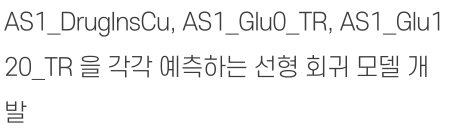 AS1_DrugInsCu, AS1_Glu0_TR, AS1_Glu1
20_TR 을 각각 예측하는 선형 회귀 모델 개
발